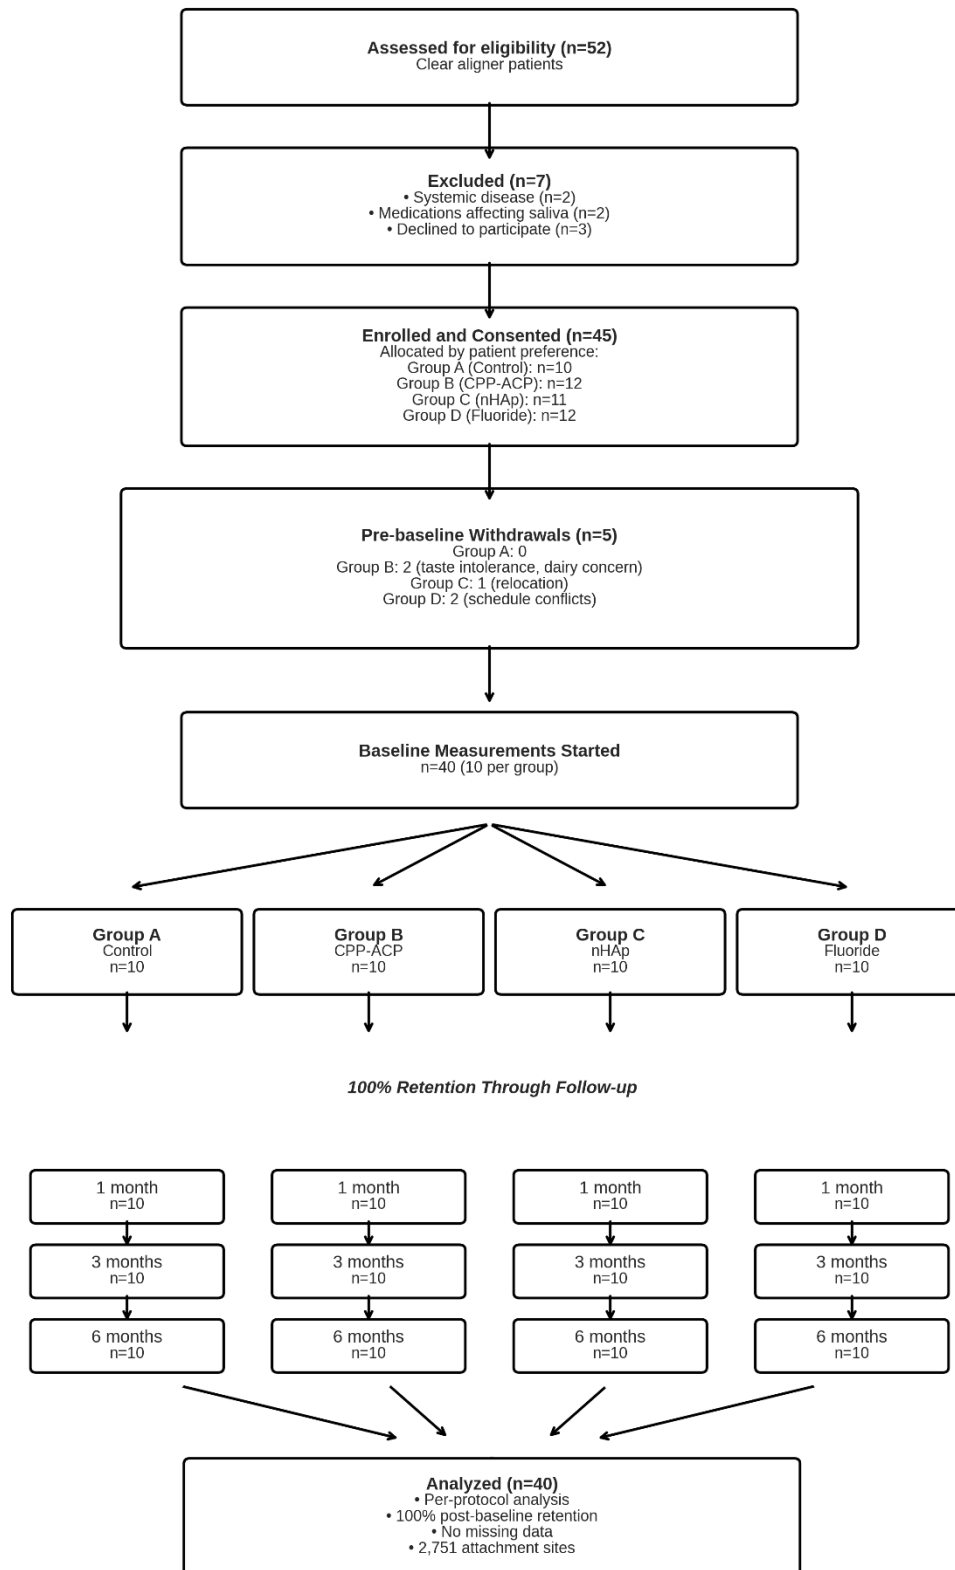 Assessed for eligibility (n=52)
Clear aligner patients
Excluded (n=7)
• Systemic disease (n=2)
• Medications affecting saliva (n=2)
• Declined to participate (n=3)
Enrolled and Consented (n=45)
Allocated by patient preference:
Group A (Control): n=10
Group B (CPP-ACP): n=12
Group C (nHAp): n=11
Group D (Fluoride): n=12
Pre-baseline Withdrawals (n=5)
Group A: 0
Group B: 2 (taste intolerance, dairy concern)
Group C: 1 (relocation)
Group D: 2 (schedule conflicts)
Baseline Measurements Started
n=40 (10 per group)
Group A
Control
n=10
Group B
CPP-ACP
n=10
Group C
nHAp
n=10
Group D
Fluoride
n=10
100% Retention Through Follow-up
1 month
n=10
1 month
n=10
1 month
n=10
1 month
n=10
3 months
n=10
3 months
n=10
3 months
n=10
3 months
n=10
6 months
n=10
6 months
n=10
6 months
n=10
6 months
n=10
Analyzed (n=40)
• Per-protocol analysis
• 100% post-baseline retention
• No missing data
• 2,751 attachment sites